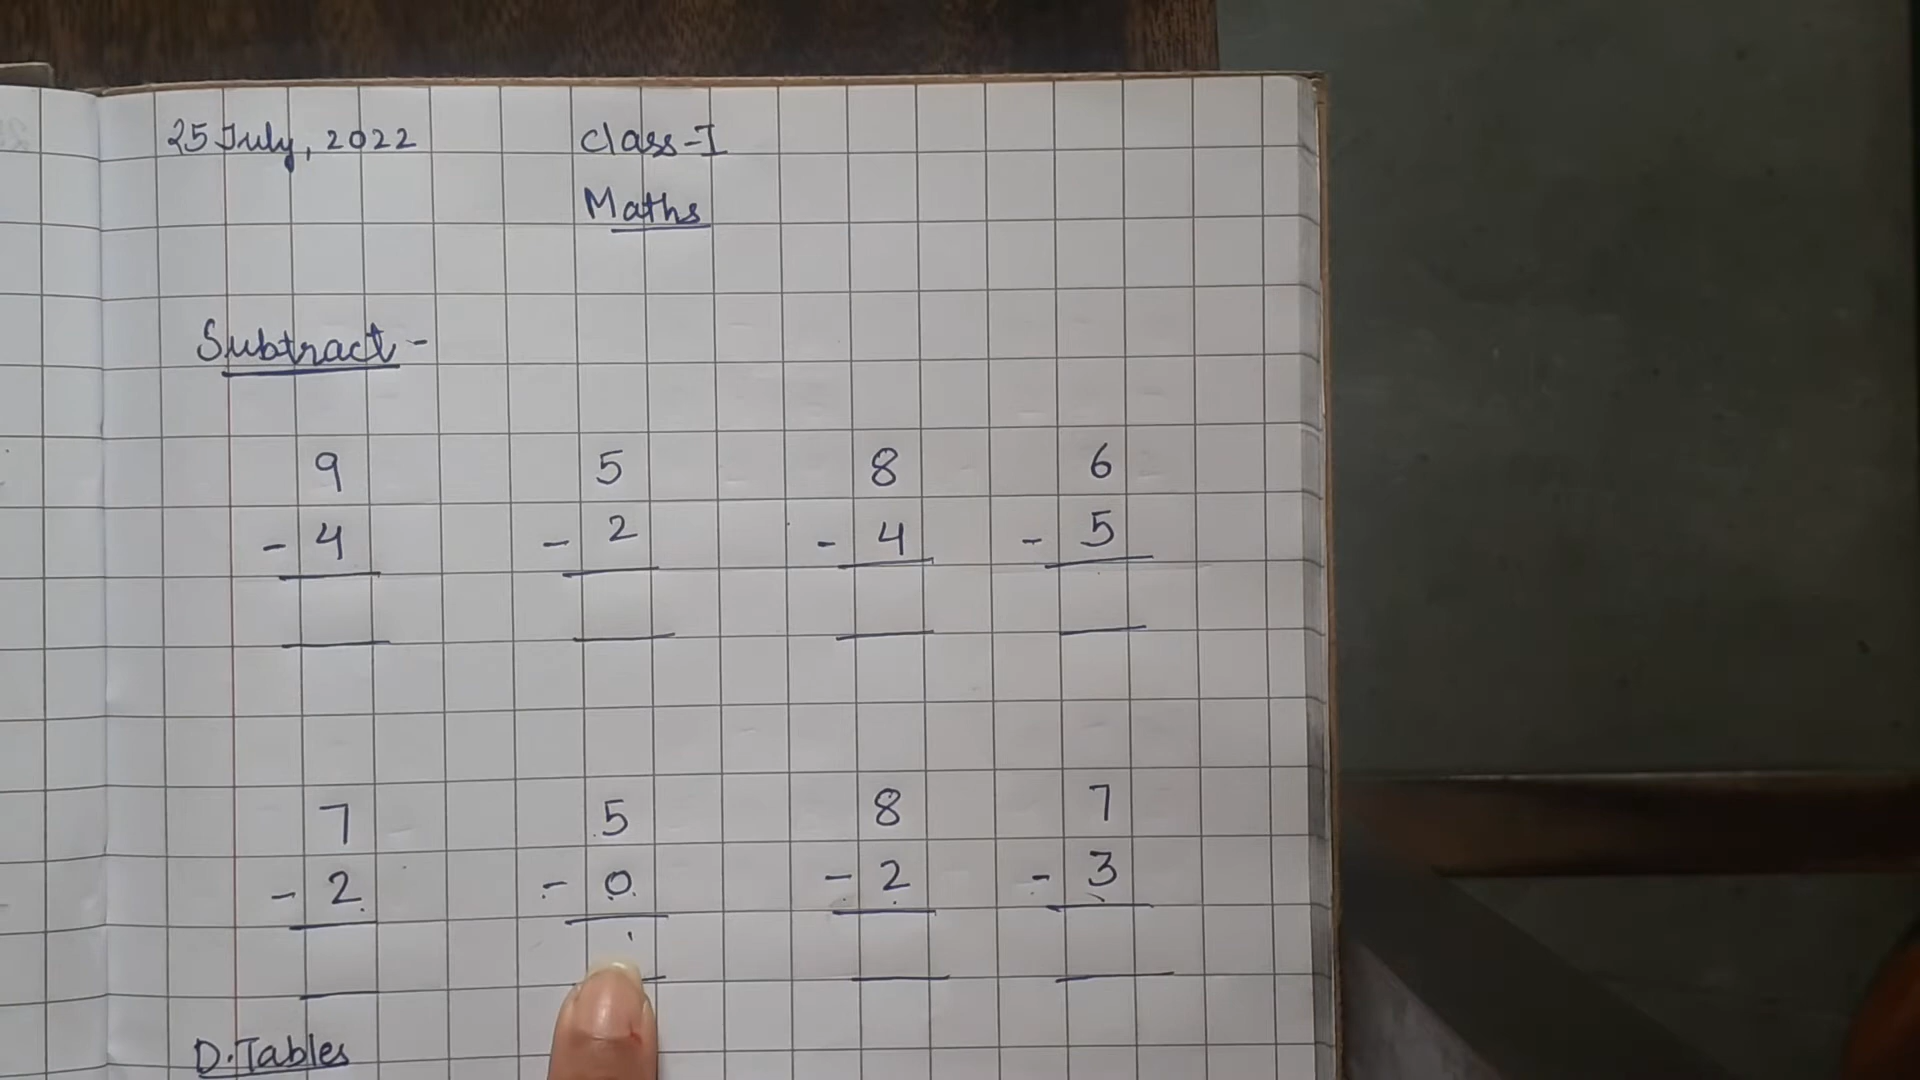 25 July, 2022 Class-I
Maths
Subtract-
9 5 8 6
- 4 - 2 - 4 - 5
7 5 8 7
- 2 - 0 - 2 - 3
D. Tables